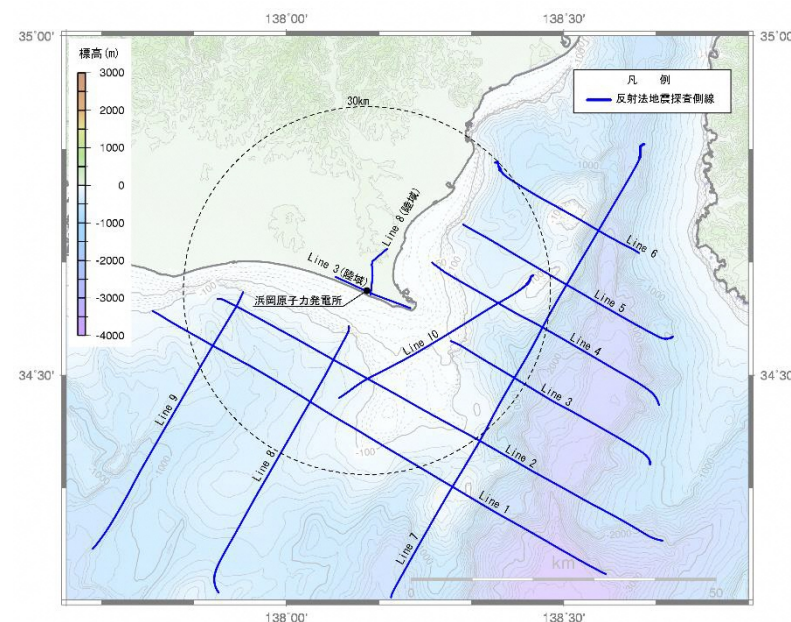 138°00'
138°30'
35°00'
35°00'
標高(m)
3000
2000
1000
0
-1000
-2000
-3000
-4000
凡 例
反射法地震探査側線
30km
Line 8(陸域)
Line 3(陸域)
浜岡原子力発電所
Line 6
Line 5
Line 4
Line 10
Line 3
34°30'
34°30'
Line 9
Line 8
Line 2
Line 1
Line 7
km
0
50
138°00'
138°30'